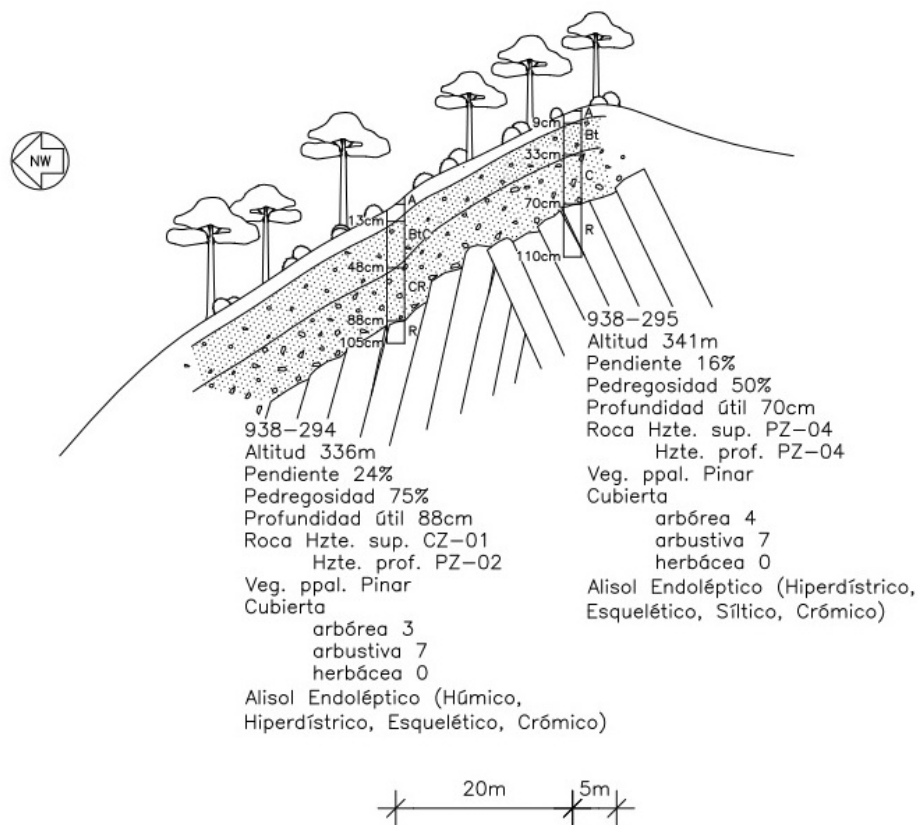 NW
A
9cm
Bt
33cm
C
70cm
R
110cm
A
13cm
BtC
48cm
CR
88cm
R
105cm
938-295
Altitud 341m
Pendiente 16%
Pedregosidad 50%
Profundidad útil 70cm
Roca Hzte. sup. PZ-04
Hzte. prof. PZ-04
Veg. ppal. Pinar
Cubierta
arbórea 4
arbustiva 7
herbácea 0
Alisol Endoléptico (Hiperdístrico,
Esquelético, Síltico, Crómico)
938-294
Altitud 336m
Pendiente 24%
Pedregosidad 75%
Profundidad útil 88cm
Roca Hzte. sup. CZ-01
Hzte. prof. PZ-02
Veg. ppal. Pinar
Cubierta
arbórea 3
arbustiva 7
herbácea 0
Alisol Endoléptico (Húmico,
Hiperdístrico, Esquelético, Crómico)
20m 5m